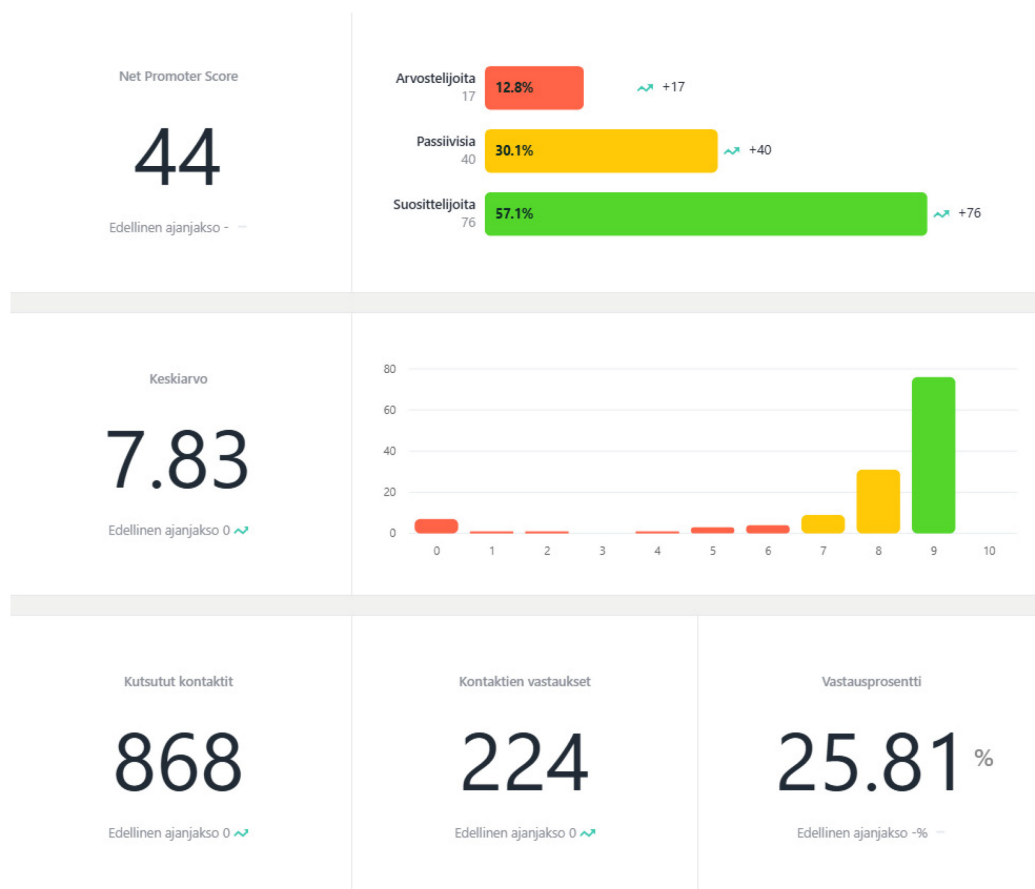 Net Promoter Score
44
Edellinen ajanjakso - –
Arvostelijoita
17
12.8%
+17
Passiivisia
40
30.1%
+40
Suosittelijoita
76
57.1%
+76
Keskiarvo
7.83
Edellinen ajanjakso 0
80
60
40
20
0
0 1 2 3 4 5 6 7 8 9 10
Kutsutut kontaktit
868
Edellinen ajanjakso 0
Kontaktien vastaukset
224
Edellinen ajanjakso 0
Vastausprosentti
25.81 %
Edellinen ajanjakso -% –